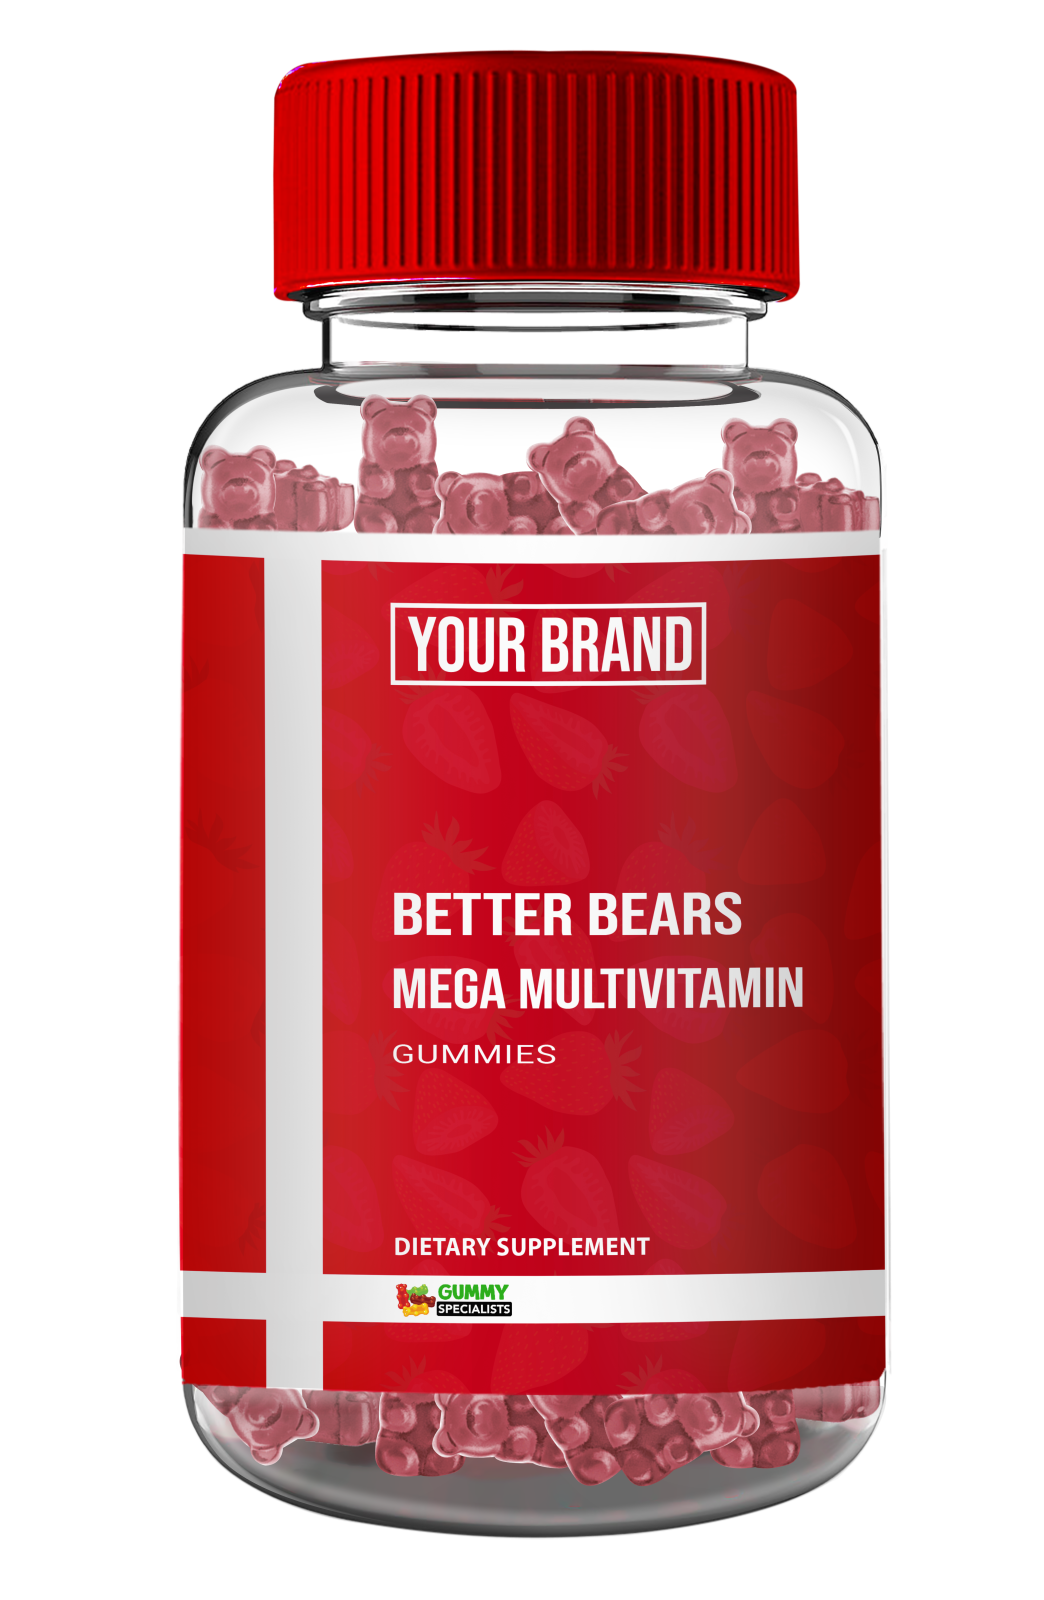 YOUR BRAND
BETTER BEARS
MEGA MULTIVITAMIN
GUMMIES
DIETARY SUPPLEMENT
GUMMY
SPECIALISTS